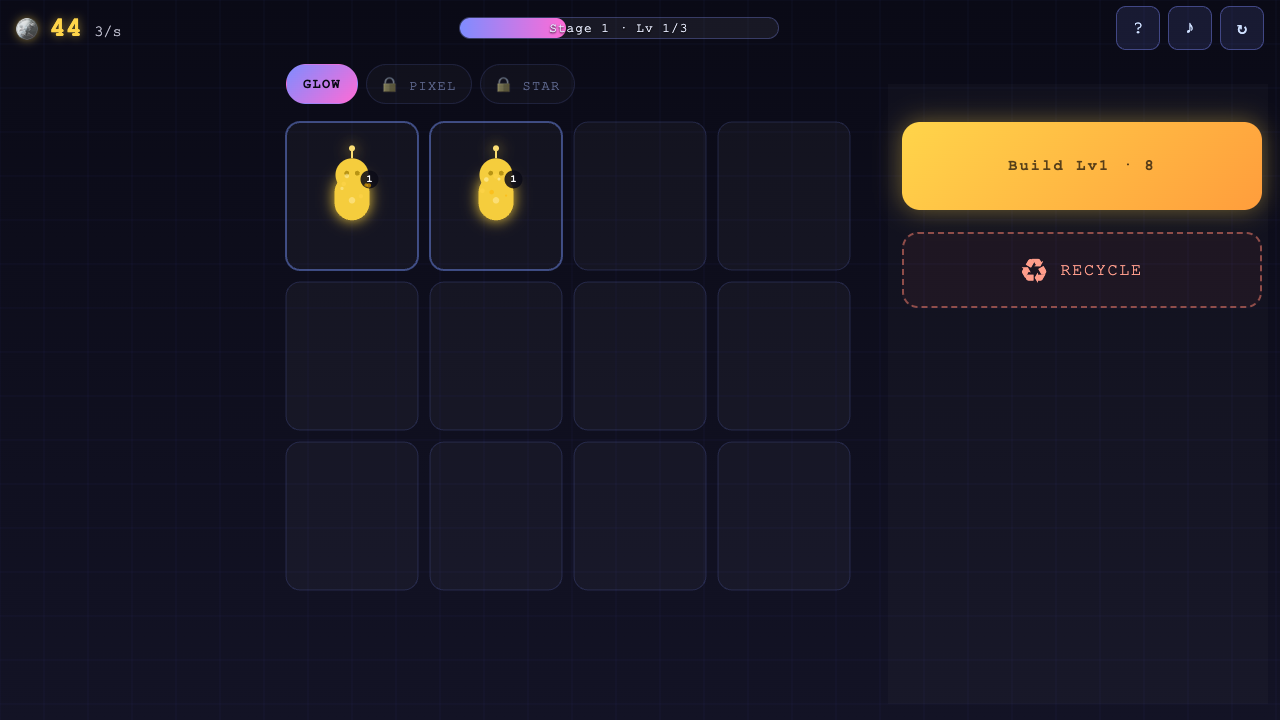 44 3/s
Stage 1 · Lv 1/3
? ♪ ↻
GLOW PIXEL STAR
1 1
Build Lv1 · 8
RECYCLE